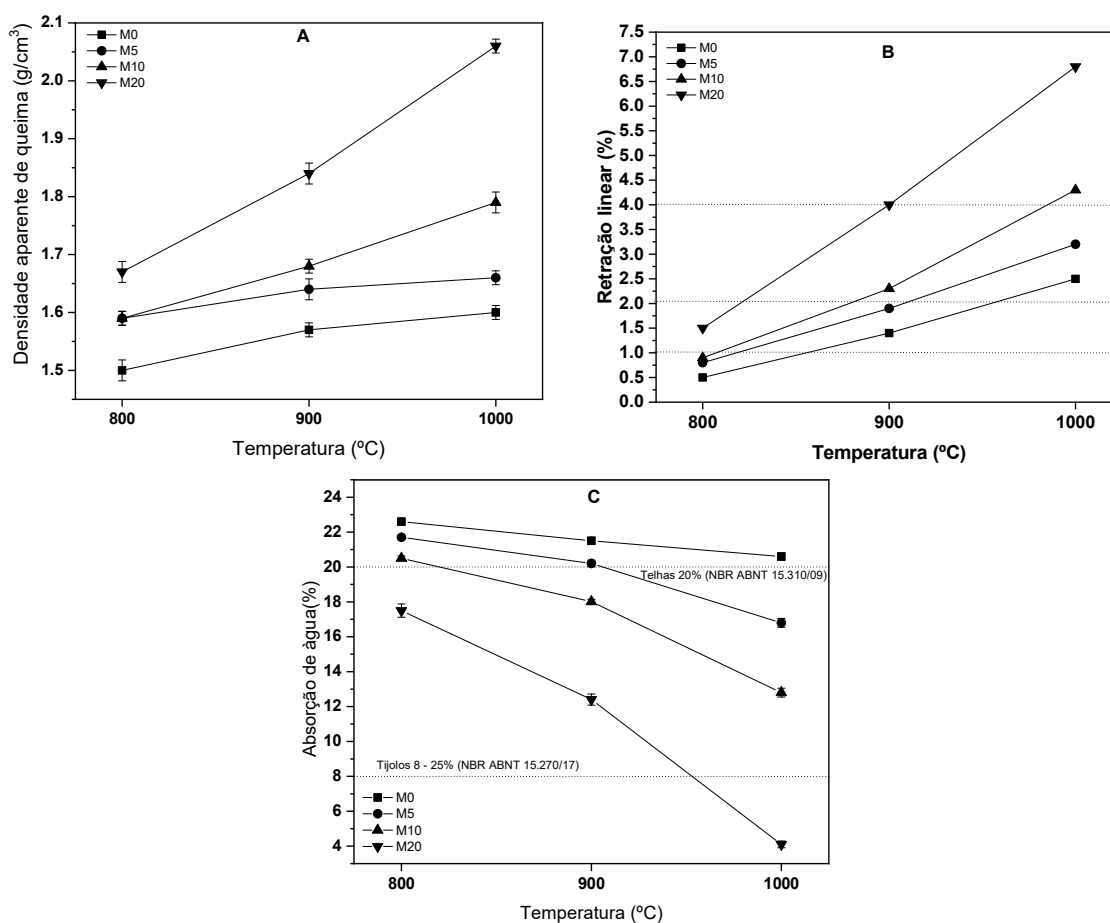 A
M0
M5
M10
M20
2.1
2.0
1.9
1.8
1.7
1.6
1.5
Densidade aparente de queima (g/cm³)
800
900
1000
Temperatura (ºC)
B
M0
M5
M10
M20
7.5
7.0
6.5
6.0
5.5
5.0
4.5
4.0
3.5
3.0
2.5
2.0
1.5
1.0
0.5
0.0
Retração linear (%)
800
900
1000
Temperatura (ºC)
C
24
22
20
18
16
14
12
10
8
6
4
Absorção de àgua(%)
Telhas 20% (NBR ABNT 15.310/09)
Tijolos 8 - 25% (NBR ABNT 15.270/17)
M0
M5
M10
M20
800
900
1000
Temperatura (ºC)